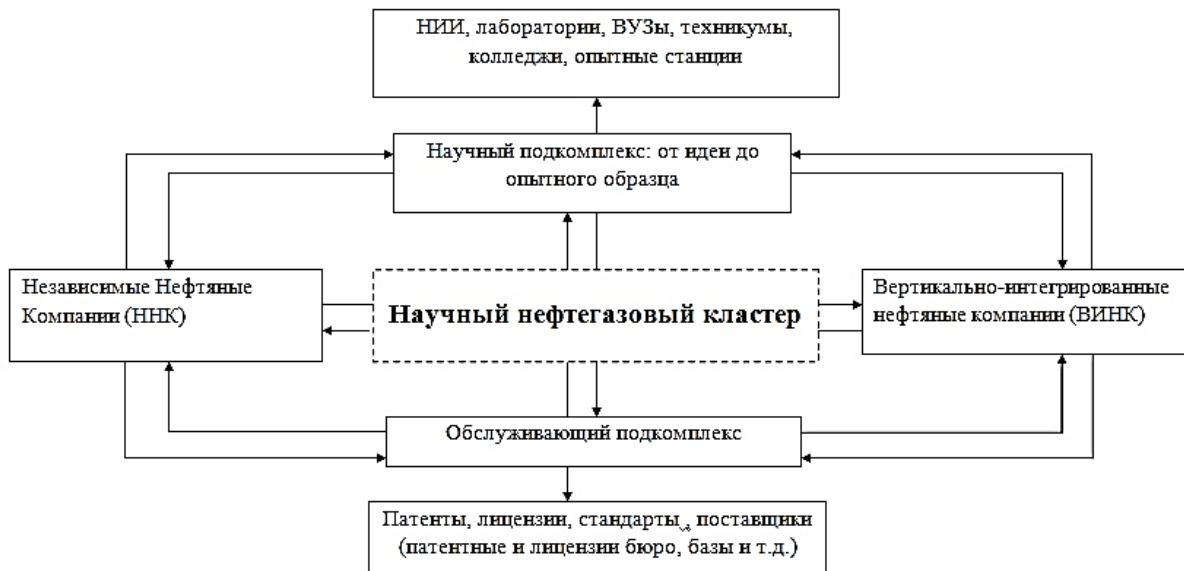 НИИ, лаборатории, ВУЗы, техникумы,
колледжи, опытные станции
Научный подкомплекс: от идеи до
опытного образца
Независимые Нефтяные
Компании (ННК)
Научный нефтегазовый кластер
Вертикально-интегрированные
нефтяные компании (ВИНК)
Обслуживающий подкомплекс
Патенты, лицензии, стандарты , поставщики
(патентные и лицензии бюро, базы и т.д.)